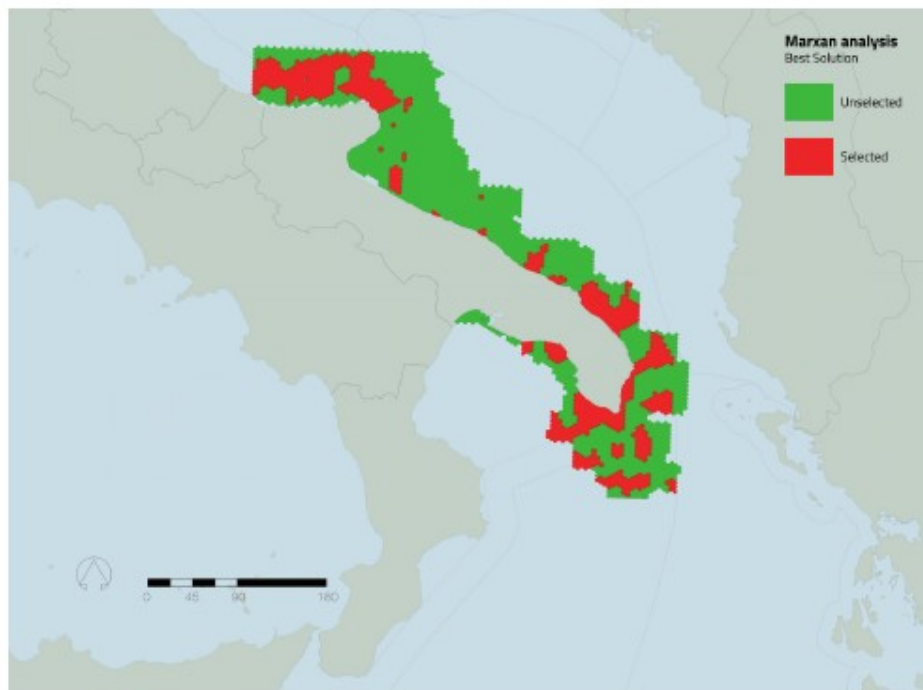 Marxan analysis
Best Solution
Unselected
Selected
0 45 90 180